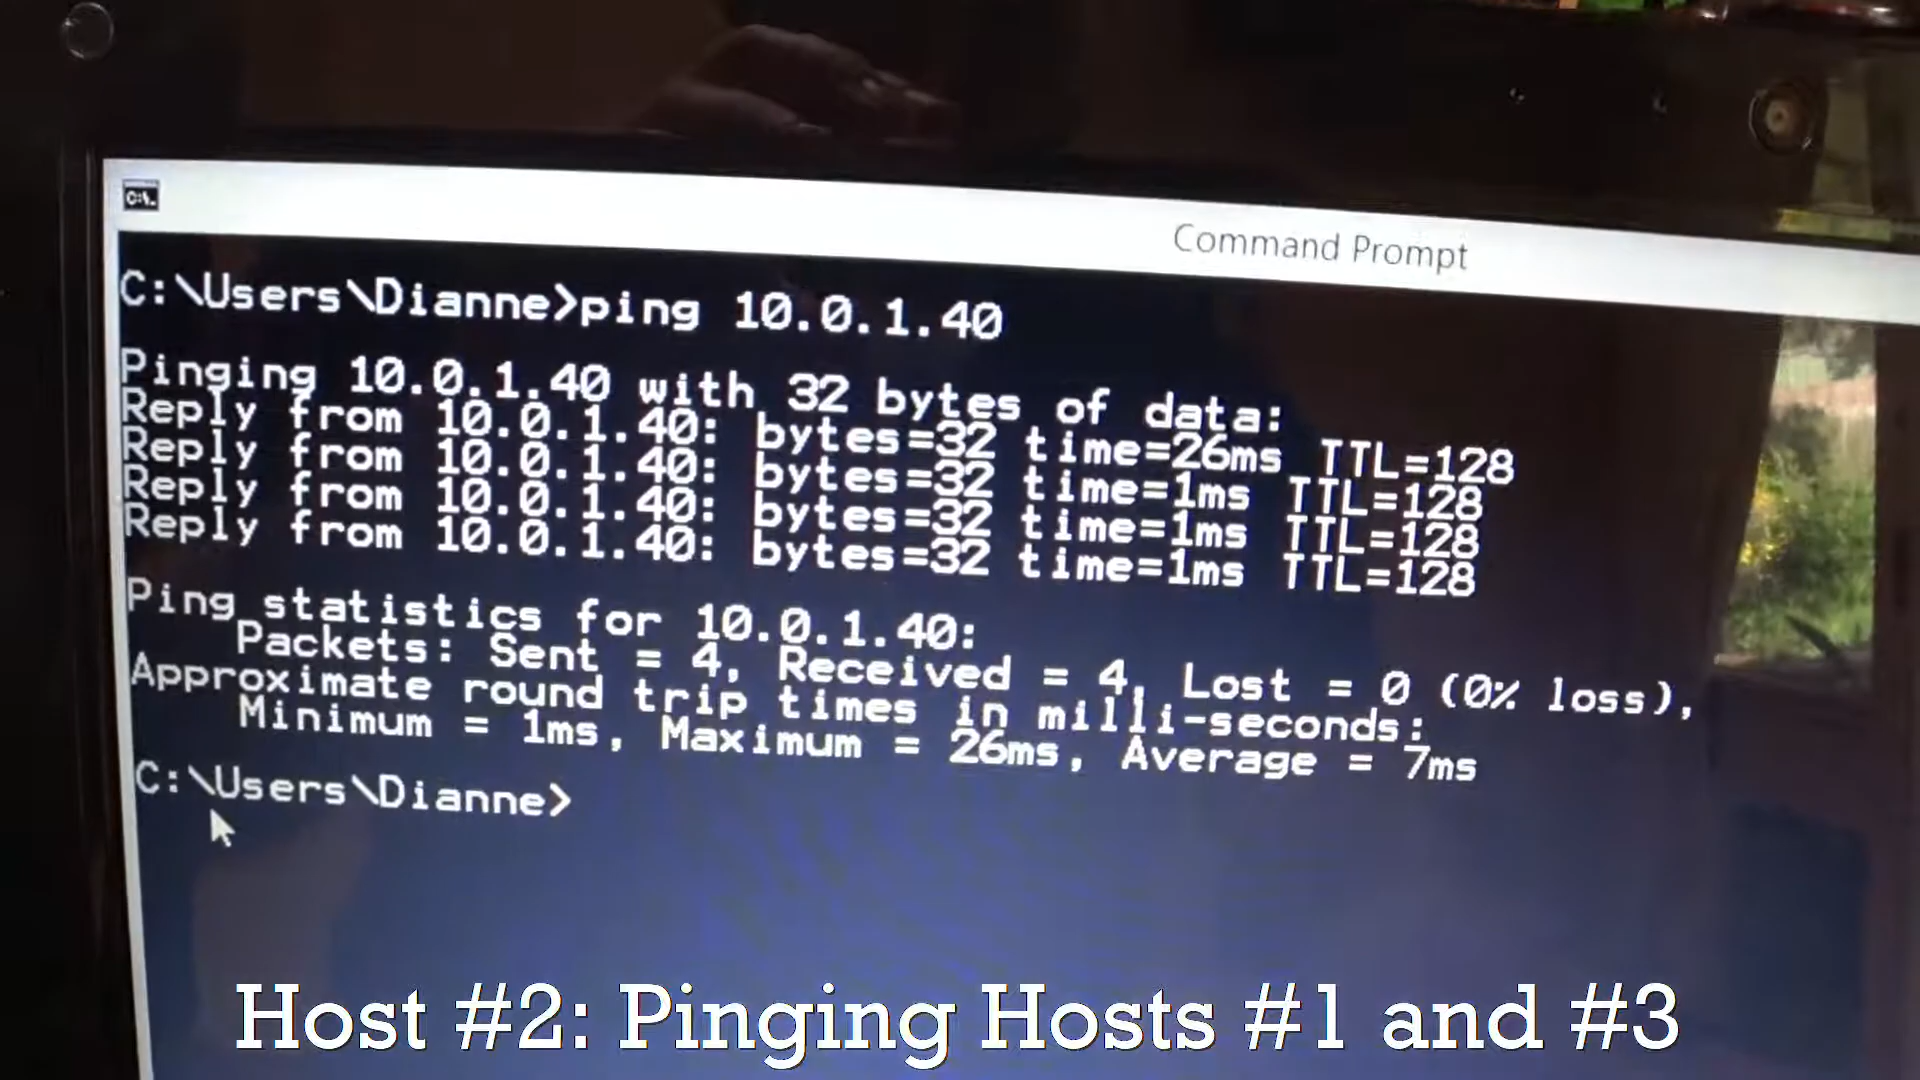 C:\.
Command Prompt
C:\Users\Dianne>ping 10.0.1.40
Pinging 10.0.1.40 with 32 bytes of data:
Reply from 10.0.1.40: bytes=32 time=26ms TTL=128
Reply from 10.0.1.40: bytes=32 time=1ms TTL=128
Reply from 10.0.1.40: bytes=32 time=1ms TTL=128
Reply from 10.0.1.40: bytes=32 time=1ms TTL=128
Ping statistics for 10.0.1.40:
Packets: Sent = 4, Received = 4, Lost = 0 (0% loss),
Approximate round trip times in milli-seconds:
Minimum = 1ms, Maximum = 26ms, Average = 7ms
C:\Users\Dianne>
Host #2: Pinging Hosts #1 and #3